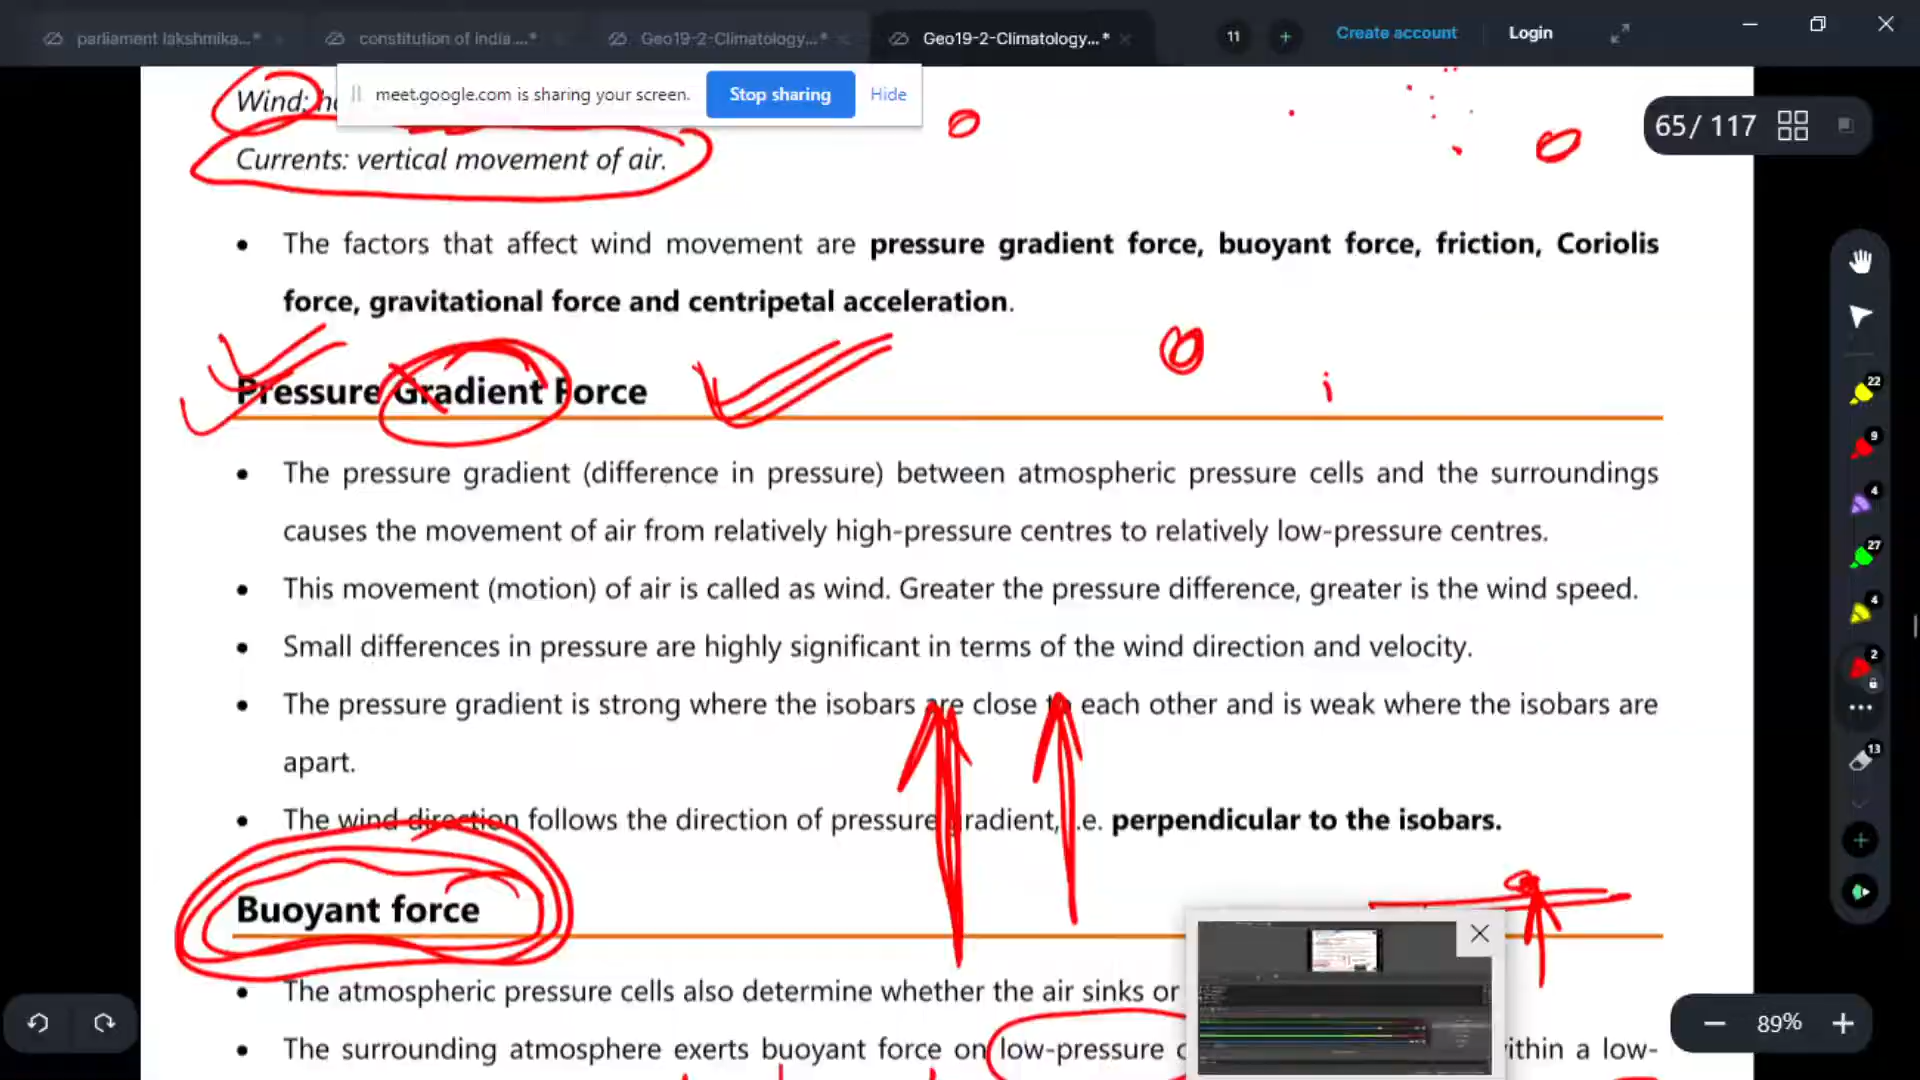 parliament lakshmika...*
constitution of india....*
Geo19-2-Climatology...*
Geo19-2-Climatology...*
11
Create account
Login
meet.google.com is sharing your screen.
Stop sharing
Hide
65/ 117
Wind:
Currents: vertical movement of air.
• The factors that affect wind movement are pressure gradient force, buoyant force, friction, Coriolis
force, gravitational force and centripetal acceleration.
Pressure Gradient Force
• The pressure gradient (difference in pressure) between atmospheric pressure cells and the surroundings
causes the movement of air from relatively high-pressure centres to relatively low-pressure centres.
• This movement (motion) of air is called as wind. Greater the pressure difference, greater is the wind speed.
• Small differences in pressure are highly significant in terms of the wind direction and velocity.
• The pressure gradient is strong where the isobars are close to each other and is weak where the isobars are
apart.
• The wind direction follows the direction of pressure gradient, i.e. perpendicular to the isobars.
Buoyant force
• The atmospheric pressure cells also determine whether the air sinks or
• The surrounding atmosphere exerts buoyant force on low-pressure within a low-
22
9
4
27
4
2
13
89%